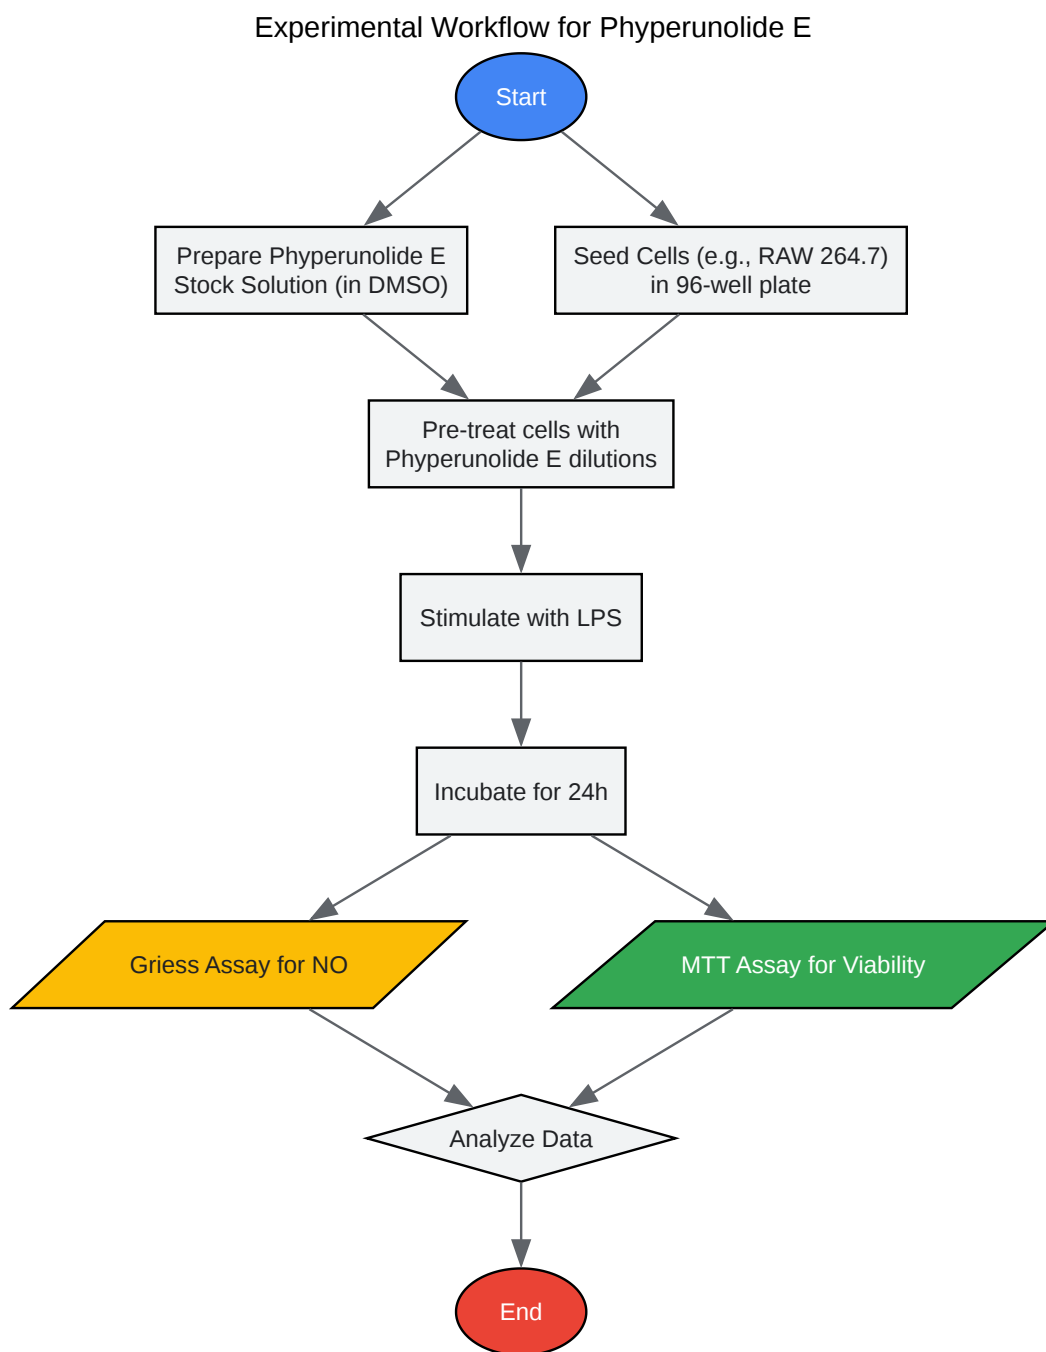 Experimental Workflow for Phyperunolide E
Start
Prepare Phyperunolide E
Stock Solution (in DMSO)
Seed Cells (e.g., RAW 264.7)
in 96-well plate
Pre-treat cells with
Phyperunolide E dilutions
Stimulate with LPS
Incubate for 24h
Griess Assay for NO
MTT Assay for Viability
Analyze Data
End